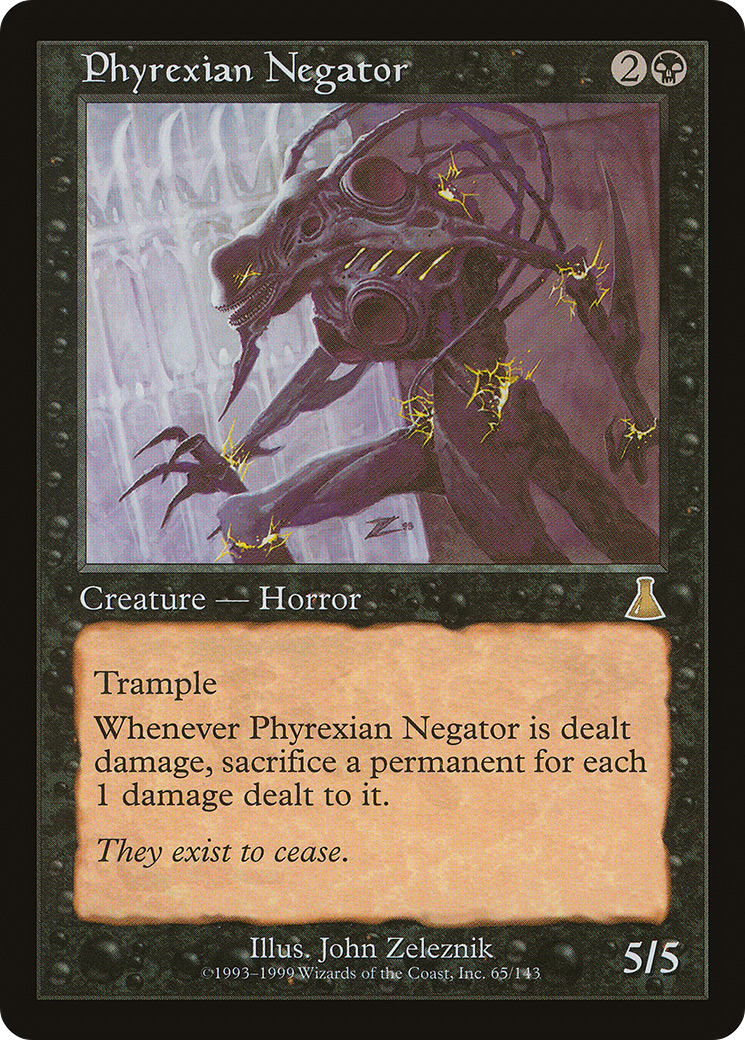 Phyrexian Negator 2
Z 98
Creature — Horror
Trample
Whenever Phyrexian Negator is dealt
damage, sacrifice a permanent for each
1 damage dealt to it.
They exist to cease.
Illus. John Zeleznik
©1993–1999 Wizards of the Coast, Inc. 65/143
5/5